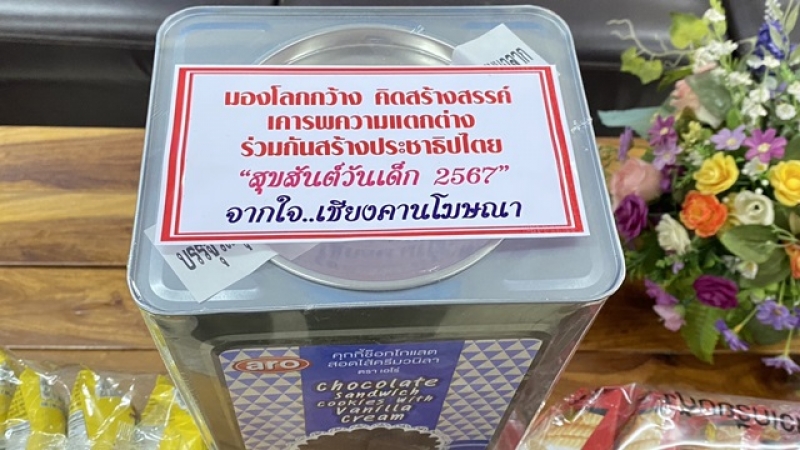 มองโลกกว้าง คิดสร้างสรรค์
เคารพความแตกต่าง
ร่วมกันสร้างประชาธิปไตย
“สุขสันต์วันเด็ก 2567”
จากใจ..เชียงคานโฆษณา
aro
คุกกี้ช็อกโกแลต
สอดไส้ครีมวนิลา
ตรา เอโร่
Chocolate
Sandwich
cookies with
Vanilla
Cream